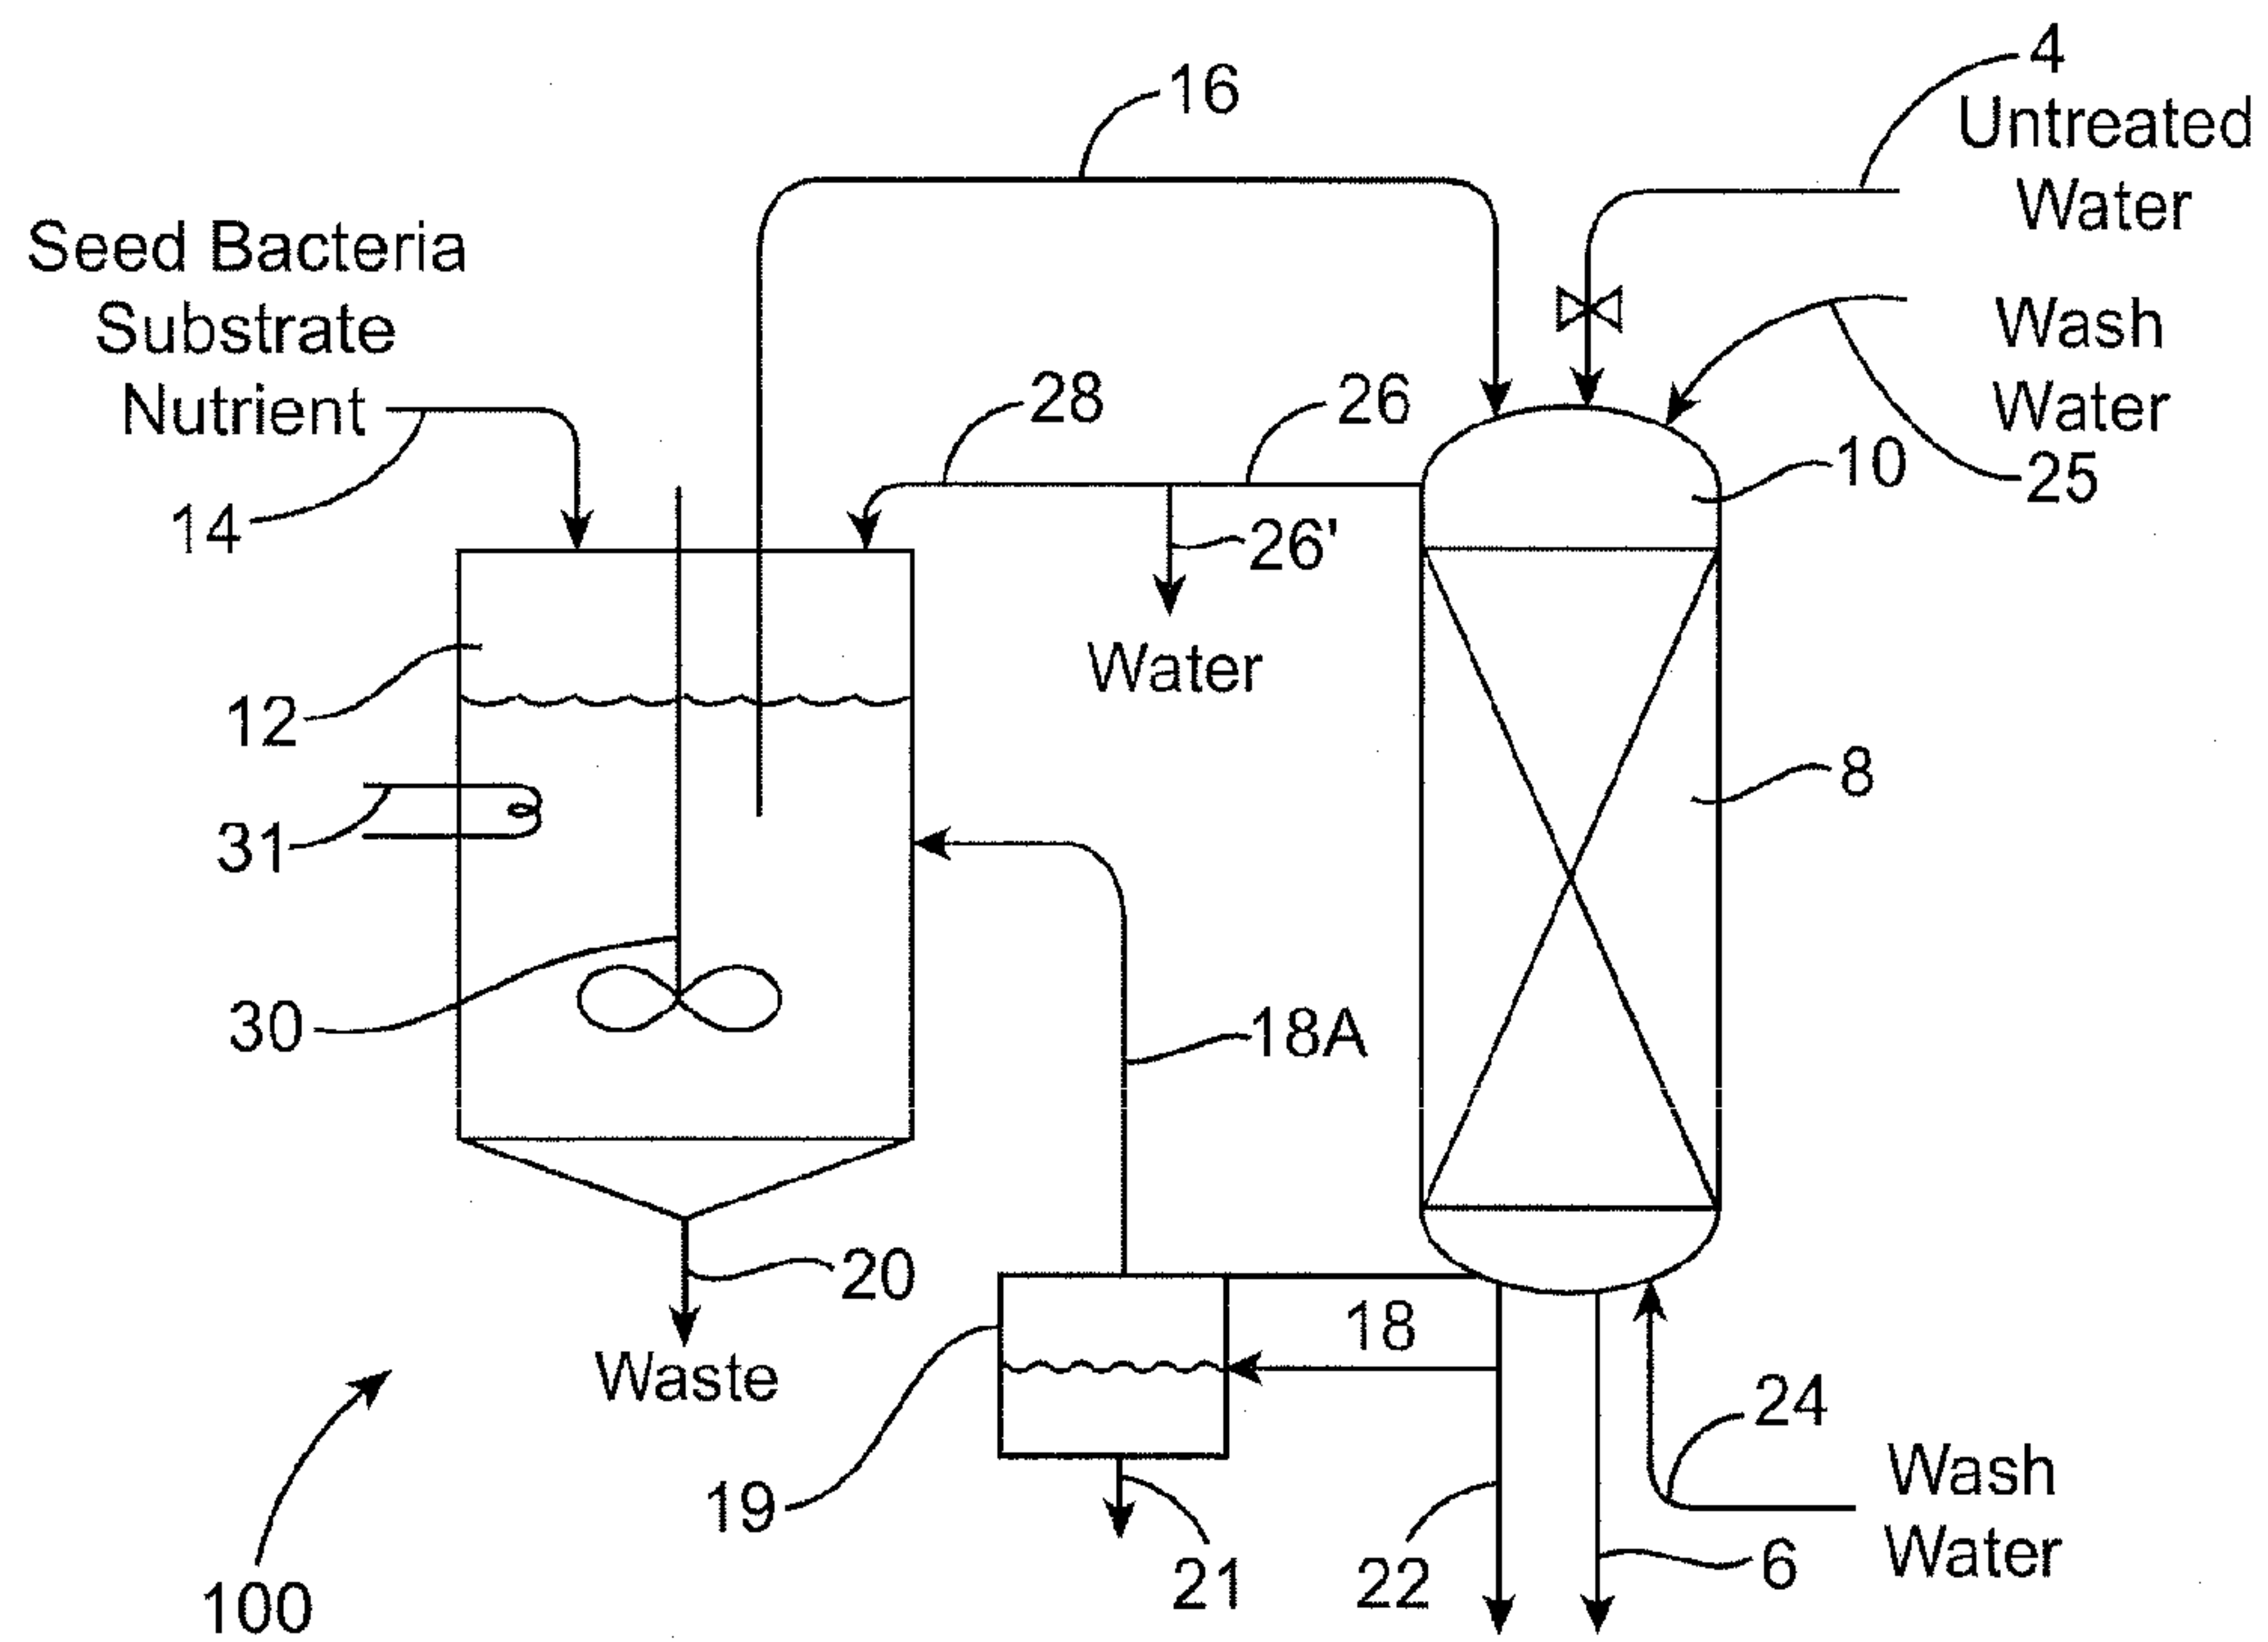 16
4
Untreated
Water
Seed Bacteria
Substrate
Nutrient
14
28
26
Wash
Water
10
25
26'
Water
12
8
31
30
18A
20
Waste
18
19
24
Wash
Water
21
22
6
100